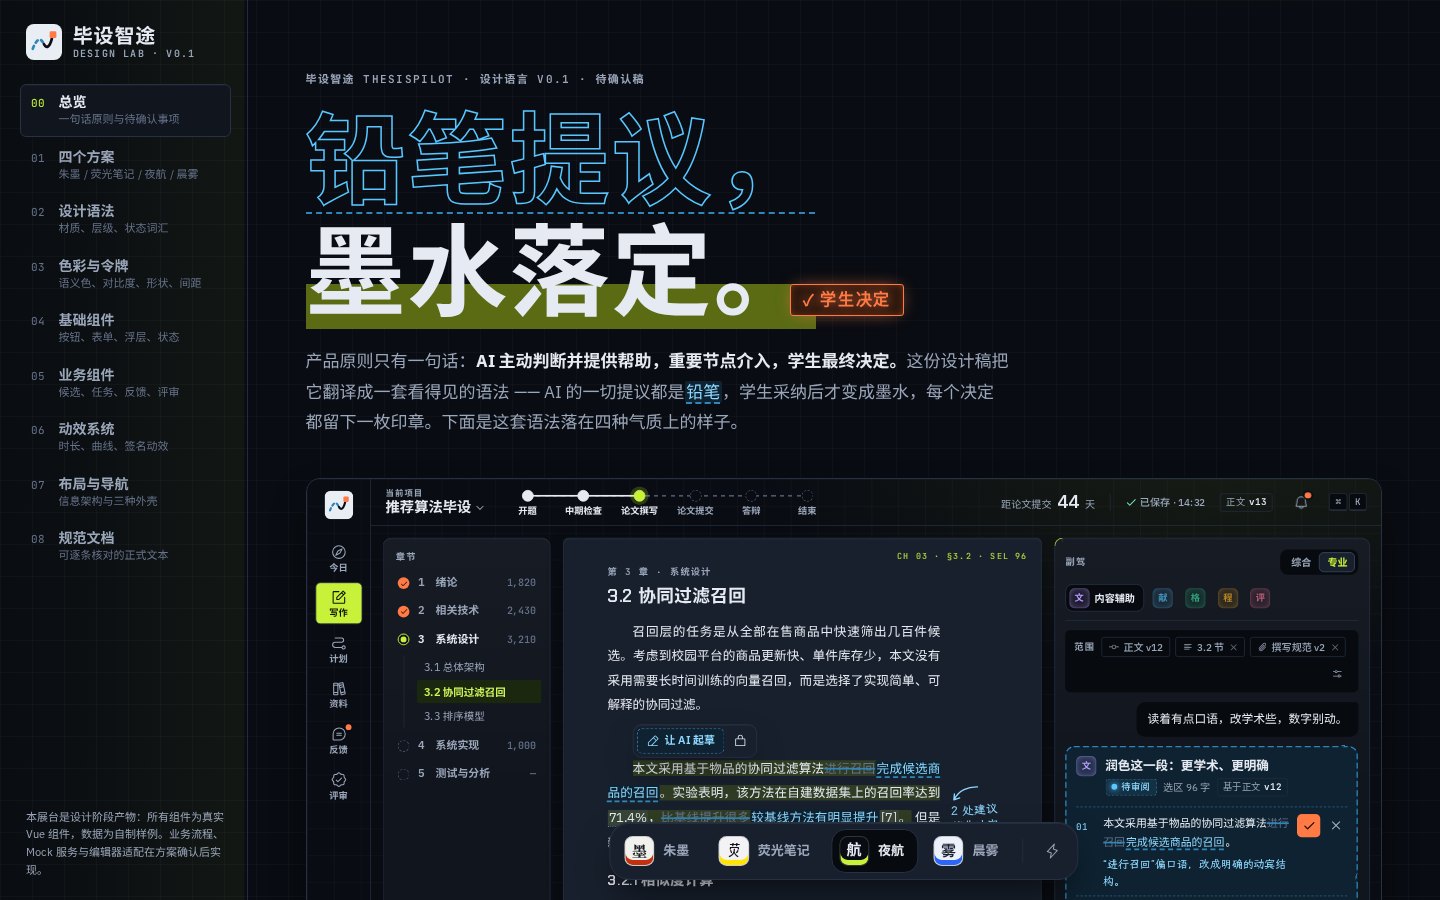 毕设智途
DESIGN LAB · V0.1
00 总览
一句话原则与待确认事项
01 四个方案
朱墨 / 荧光笔记 / 夜航 / 晨雾
02 设计语法
材质、层级、状态词汇
03 色彩与令牌
语义色、对比度、形状、间距
04 基础组件
按钮、表单、浮层、状态
05 业务组件
候选、任务、反馈、评审
06 动效系统
时长、曲线、签名动效
07 布局与导航
信息架构与三种外壳
08 规范文档
可逐条核对的正式文本
本展台是设计阶段产物：所有组件为真实
Vue 组件，数据为自制样例。业务流程、
Mock 服务与编辑器适配在方案确认后实
现。
毕设智途 THESISPILOT · 设计语言 V0.1 · 待确认稿
铅笔提议，
墨水落定。
✓ 学生决定
产品原则只有一句话：AI 主动判断并提供帮助，重要节点介入，学生最终决定。这份设计稿把
它翻译成一套看得见的语法 —— AI 的一切提议都是铅笔，学生采纳后才变成墨水，每个决定
都留下一枚印章。下面是这套语法落在四种气质上的样子。
当前项目
推荐算法毕设
开题 中期检查 论文撰写 论文提交 答辩 结束
距论文提交 44 天
已保存 · 14:32
正文 v13
⌘ K
今日
写作
计划
资料
反馈
评审
章节
1 绪论 1,820
2 相关技术 2,430
3 系统设计 3,210
3.1 总体架构
3.2 协同过滤召回
3.3 排序模型
4 系统实现 1,000
5 测试与分析 —
CH 03 · §3.2 · SEL 96
第 3 章 · 系统设计
3.2 协同过滤召回
召回层的任务是从全部在售商品中快速筛出几百件候
选。考虑到校园平台的商品更新快、单件库存少，本文没有
采用需要长时间训练的向量召回，而是选择了实现简单、可
解释的协同过滤。
让 AI 起草
本文采用基于物品的协同过滤算法进行召回完成候选商
品的召回。实验表明，该方法在自建数据集上的召回率达到
71.4%，比基线提升很多较基线方法有明显提升[7]。但是
2 处建议
3.2.1 相似度计算
副驾
综合 专业
文 内容辅助 献 格 程 评
范围 正文 v12 3.2 节 × 撰写规范 v2 ×
读着有点口语，改学术些，数字别动。
文 润色这一段：更学术、更明确
待审阅 选区 96 字 基于正文 v12
01 本文采用基于物品的协同过滤算法进行
召回完成候选商品的召回。
“进行召回”偏口语，改成明确的动宾结
构。
墨 朱墨 荧 荧光笔记 航 夜航 雾 晨雾